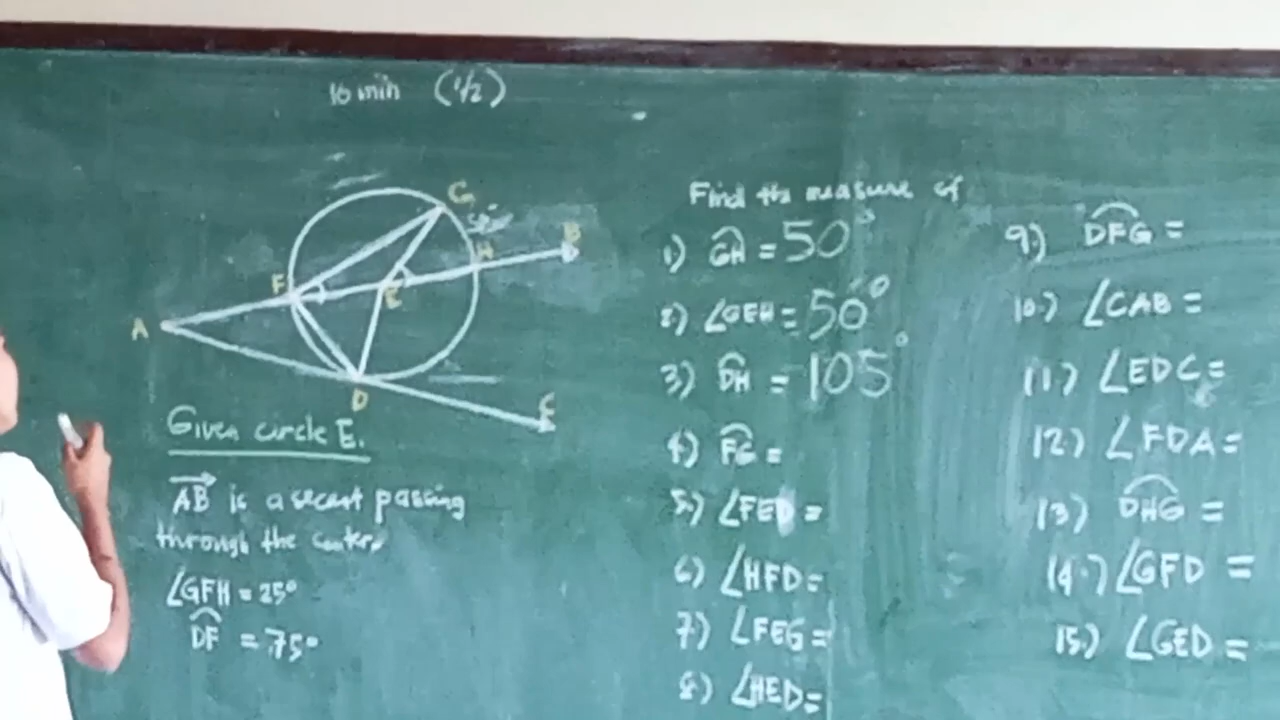 10 min (1/2)
G
50°
B
H
F
E
A
D
C
Given circle E.
AB is a secant passing
through the center.
∠GFH = 25°
DF = 75°
Find the measure of
1) GH = 50°
2) ∠GEH = 50°
3) DH = 105°
4) FG =
5) ∠FED =
6) ∠HFD =
7) ∠FEG =
8) ∠HED =
9) DFG =
10.) ∠CAB =
11) ∠EDC =
12.) ∠FDA =
13) DHG =
14.) ∠GFD =
15.) ∠GED =